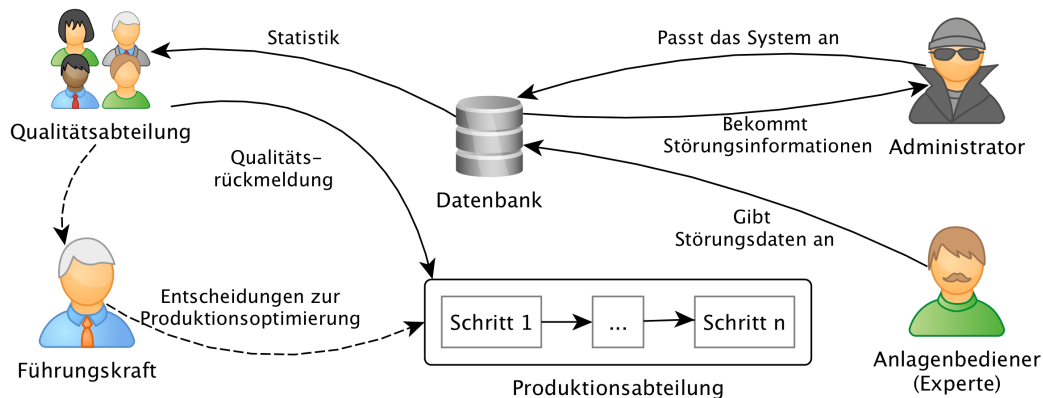 Statistik
Passt das System an
Qualitätsabteilung
Bekommt
Störungsinformationen
Administrator
Qualitäts-
rückmeldung
Datenbank
Gibt
Störungsdaten an
Entscheidungen zur
Produktionsoptimierung
Schritt 1
...
Schritt n
Führungskraft
Anlagenbediener
(Experte)
Produktionsabteilung